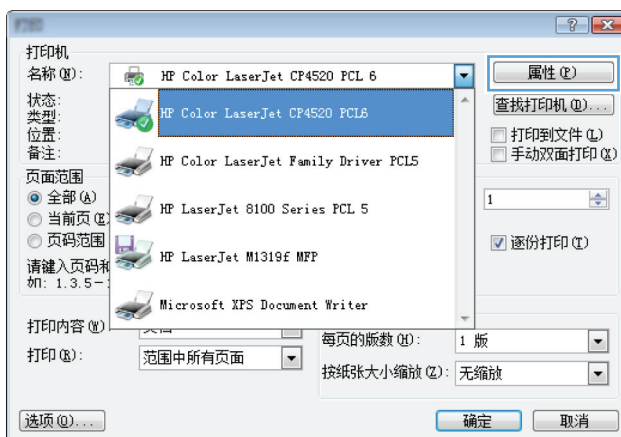 打印机
名称(N): HP Color LaserJet CP4520 PCL 6 属性(P)
状态: HP Color LaserJet CP4520 PCL6 查找打印机(D)...
类型:
位置: 打印到文件(L)
备注: HP Color LaserJet Family Driver PCL5 手动双面打印(X)
页面范围
全部(A) HP LaserJet 8100 Series PCL 5 1
当前页(E)
页码范围 HP LaserJet M1319f MFP 逐份打印(T)
请键入页码和
如: 1.3.5-
Microsoft XPS Document Writer
打印内容(W): 每页的版数(H): 1 版
打印(R): 范围中所有页面 按纸张大小缩放(Z): 无缩放
选项(O)... 确定 取消